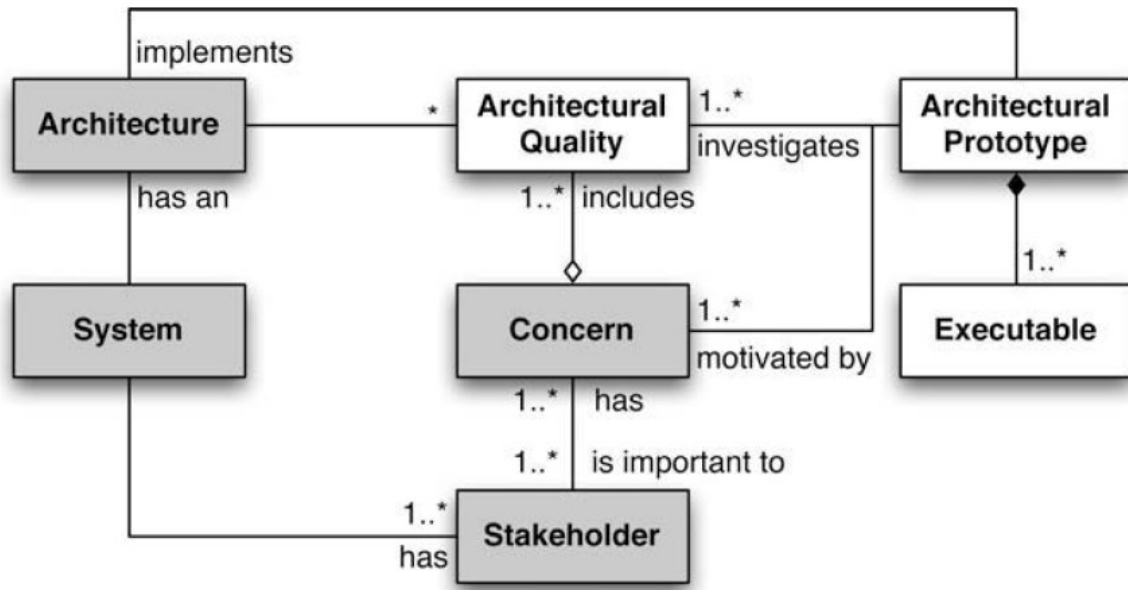 implements
Architecture
*
Architectural
Quality
1..*
investigates
Architectural
Prototype
has an
1..*
includes
1..*
System
Concern
1..*
motivated by
Executable
1..*
has
1..*
is important to
1..*
has
Stakeholder